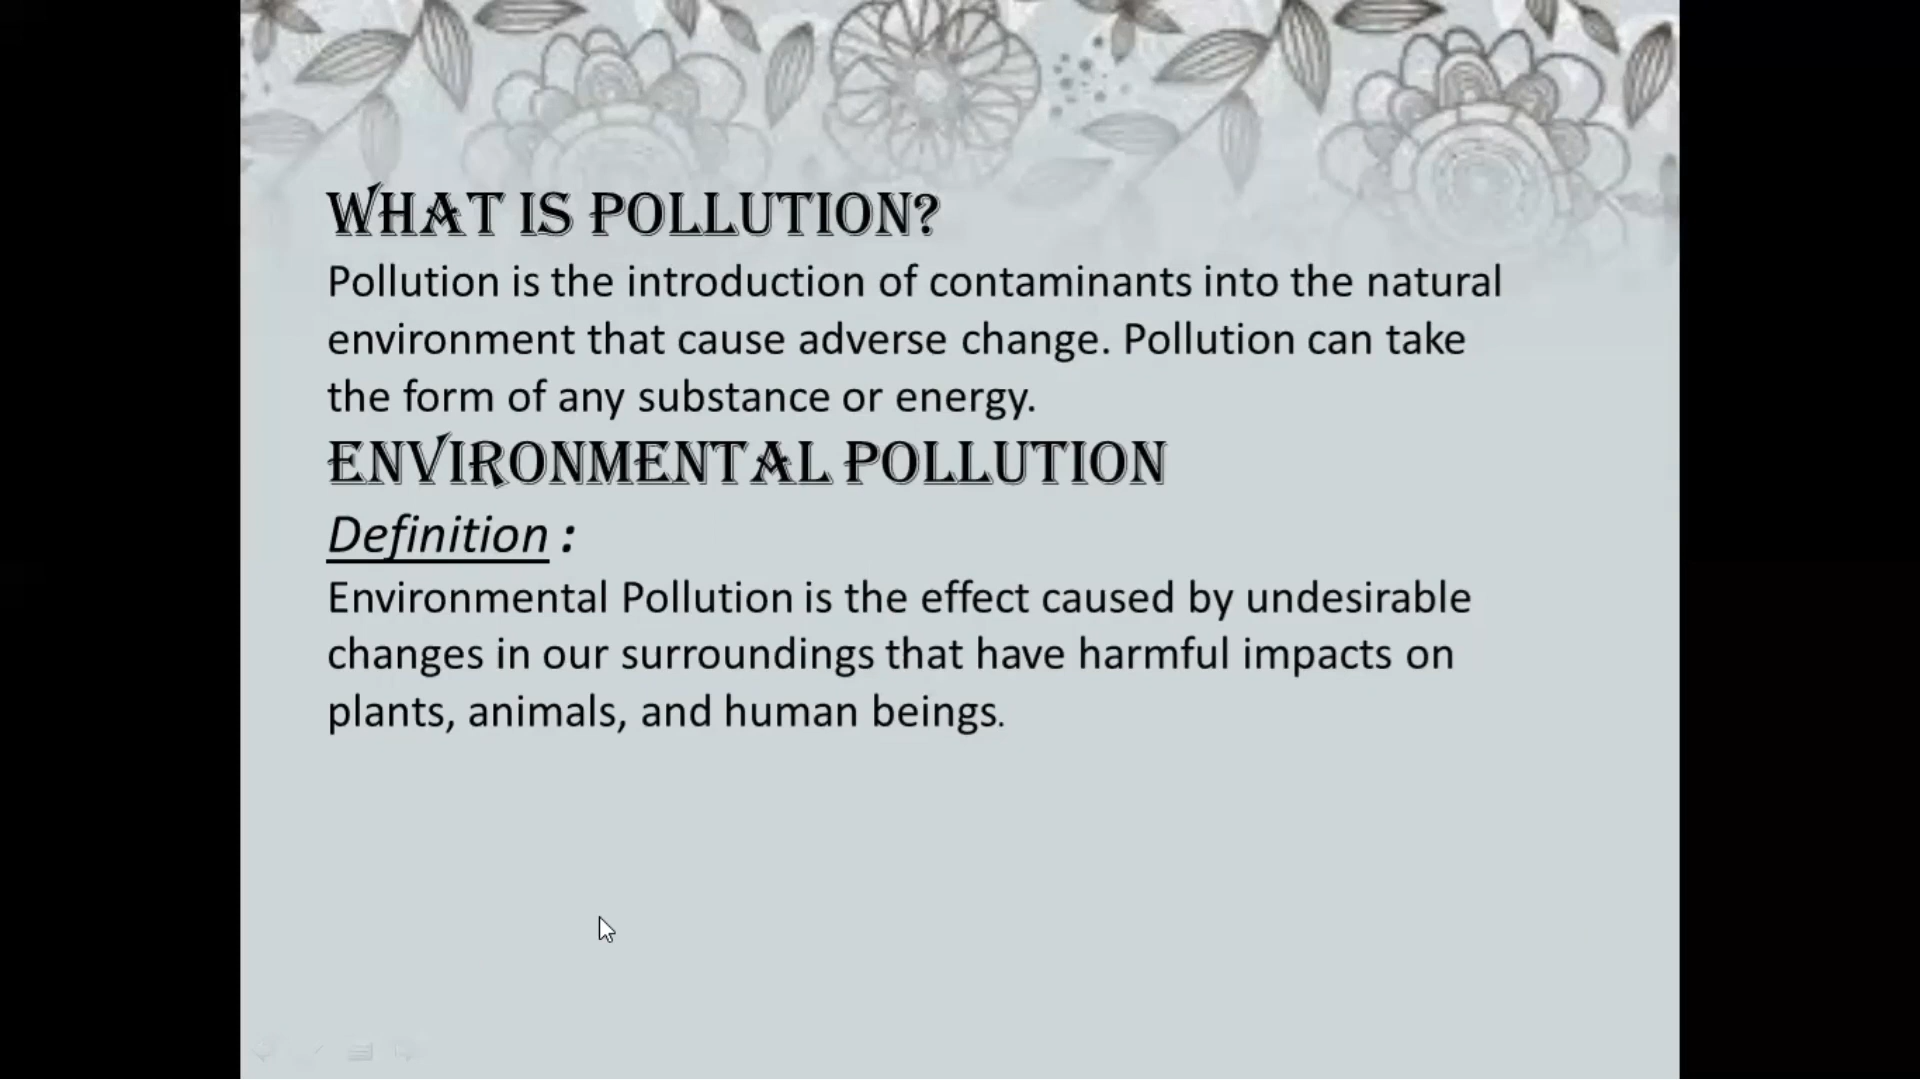 WHAT IS POLLUTION?
Pollution is the introduction of contaminants into the natural
environment that cause adverse change. Pollution can take
the form of any substance or energy.
ENVIRONMENTAL POLLUTION
Definition :
Environmental Pollution is the effect caused by undesirable
changes in our surroundings that have harmful impacts on
plants, animals, and human beings.